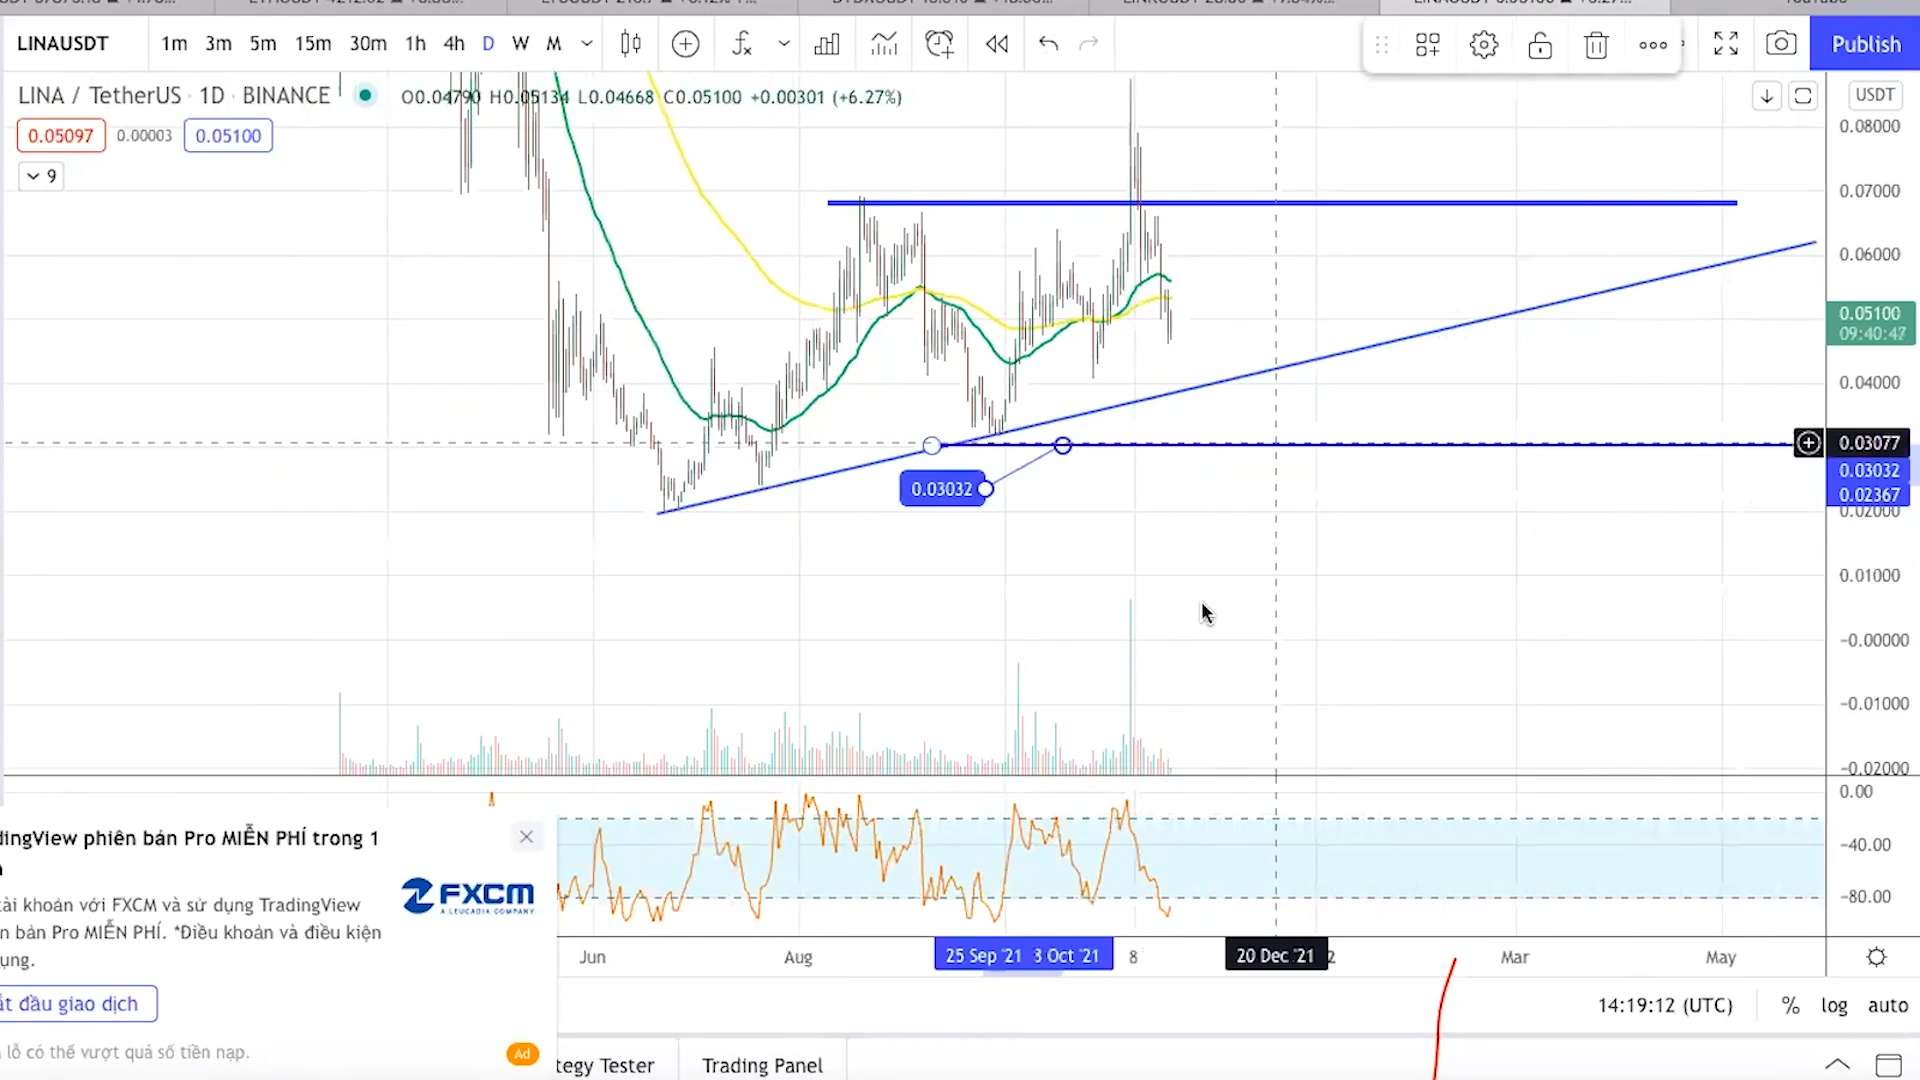 LINAUSDT
1m 3m 5m 15m 30m 1h 4h D W M
Publish
LINA / TetherUS · 1D · BINANCE
O0.04790 H0.05134 L0.04668 C0.05100 +0.00301 (+6.27%)
USDT
0.05097 0.00003 0.05100
9
0.08000
0.07000
0.06000
0.05100
09:40:47
0.04000
0.03077
0.03032
0.02367
0.02000
0.01000
−0.00000
−0.01000
−0.02000
0.03032
0.00
−40.00
−80.00
dingView phiên bản Pro MIỄN PHÍ trong 1
FXCM
A LEUCADIA COMPANY
tài khoản với FXCM và sử dụng TradingView
n bản Pro MIỄN PHÍ. *Điều khoản và điều kiện
ụng.
ắt đầu giao dịch
lỗ có thể vượt quá số tiền nạp.
Ad
Jun Aug 25 Sep '21 3 Oct '21 8 20 Dec '21 2 Mar May
14:19:12 (UTC) % log auto
tegy Tester Trading Panel